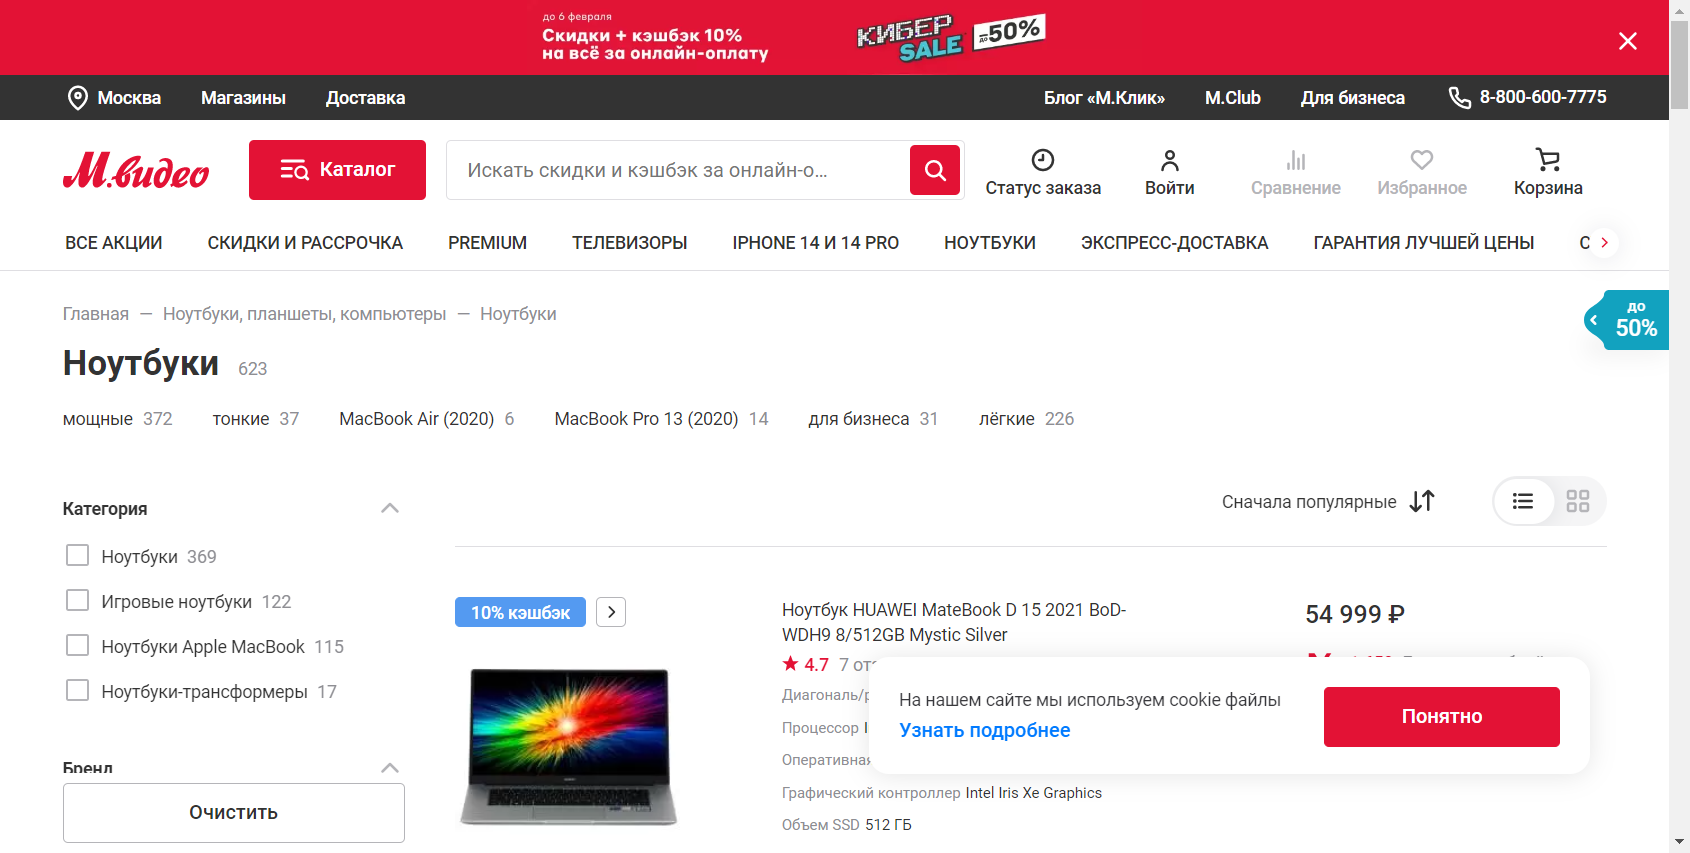 до 6 февраля
Скидки + кэшбэк 10%
на всё за онлайн-оплату
КИБЕР
SALE
до -50%
Москва Магазины Доставка Блог «М.Клик» M.Club Для бизнеса 8-800-600-7775
М.видео
Каталог
Искать скидки и кэшбэк за онлайн-о...
Статус заказа Войти Сравнение Избранное Корзина
ВСЕ АКЦИИ СКИДКИ И РАССРОЧКА PREMIUM ТЕЛЕВИЗОРЫ IPHONE 14 И 14 PRO НОУТБУКИ ЭКСПРЕСС-ДОСТАВКА ГАРАНТИЯ ЛУЧШЕЙ ЦЕНЫ
Главная — Ноутбуки, планшеты, компьютеры — Ноутбуки
до
50%
Ноутбуки 623
мощные 372 тонкие 37 MacBook Air (2020) 6 MacBook Pro 13 (2020) 14 для бизнеса 31 лёгкие 226
Сначала популярные
Категория
Ноутбуки 369
Игровые ноутбуки 122
Ноутбуки Apple MacBook 115
Ноутбуки-трансформеры 17
Бренд
Очистить
10% кэшбэк
Ноутбук HUAWEI MateBook D 15 2021 BoD-
WDH9 8/512GB Mystic Silver
4.7 7
Диагональ/
Процессор
Оперативная
Графический контроллер Intel Iris Xe Graphics
Объем SSD 512 ГБ
54 999 ₽
На нашем сайте мы используем cookie файлы
Узнать подробнее
Понятно